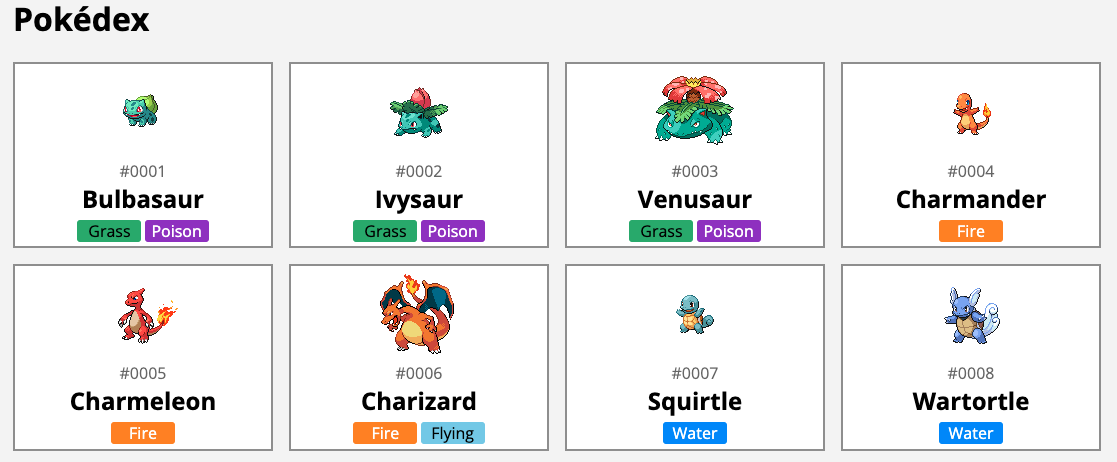 Pokédex
#0001
Bulbasaur
Grass Poison
#0002
Ivysaur
Grass Poison
#0003
Venusaur
Grass Poison
#0004
Charmander
Fire
#0005
Charmeleon
Fire
#0006
Charizard
Fire Flying
#0007
Squirtle
Water
#0008
Wartortle
Water